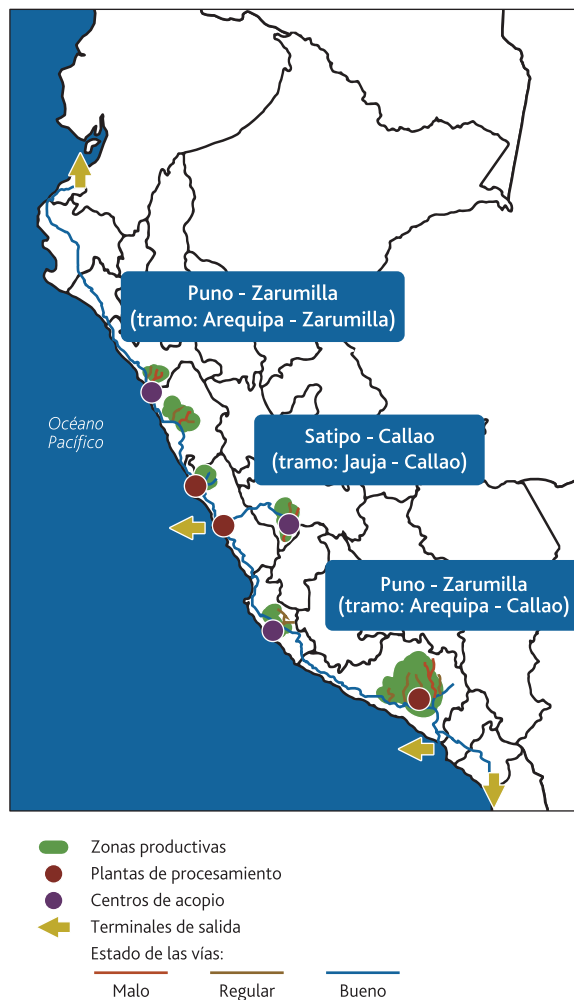 Puno - Zarumilla
(tramo: Arequipa - Zarumilla)
Océano
Pacífico
Satipo - Callao
(tramo: Jauja - Callao)
Puno - Zarumilla
(tramo: Arequipa - Callao)
Zonas productivas
Plantas de procesamiento
Centros de acopio
Terminales de salida
Estado de las vías:
Malo
Regular
Bueno